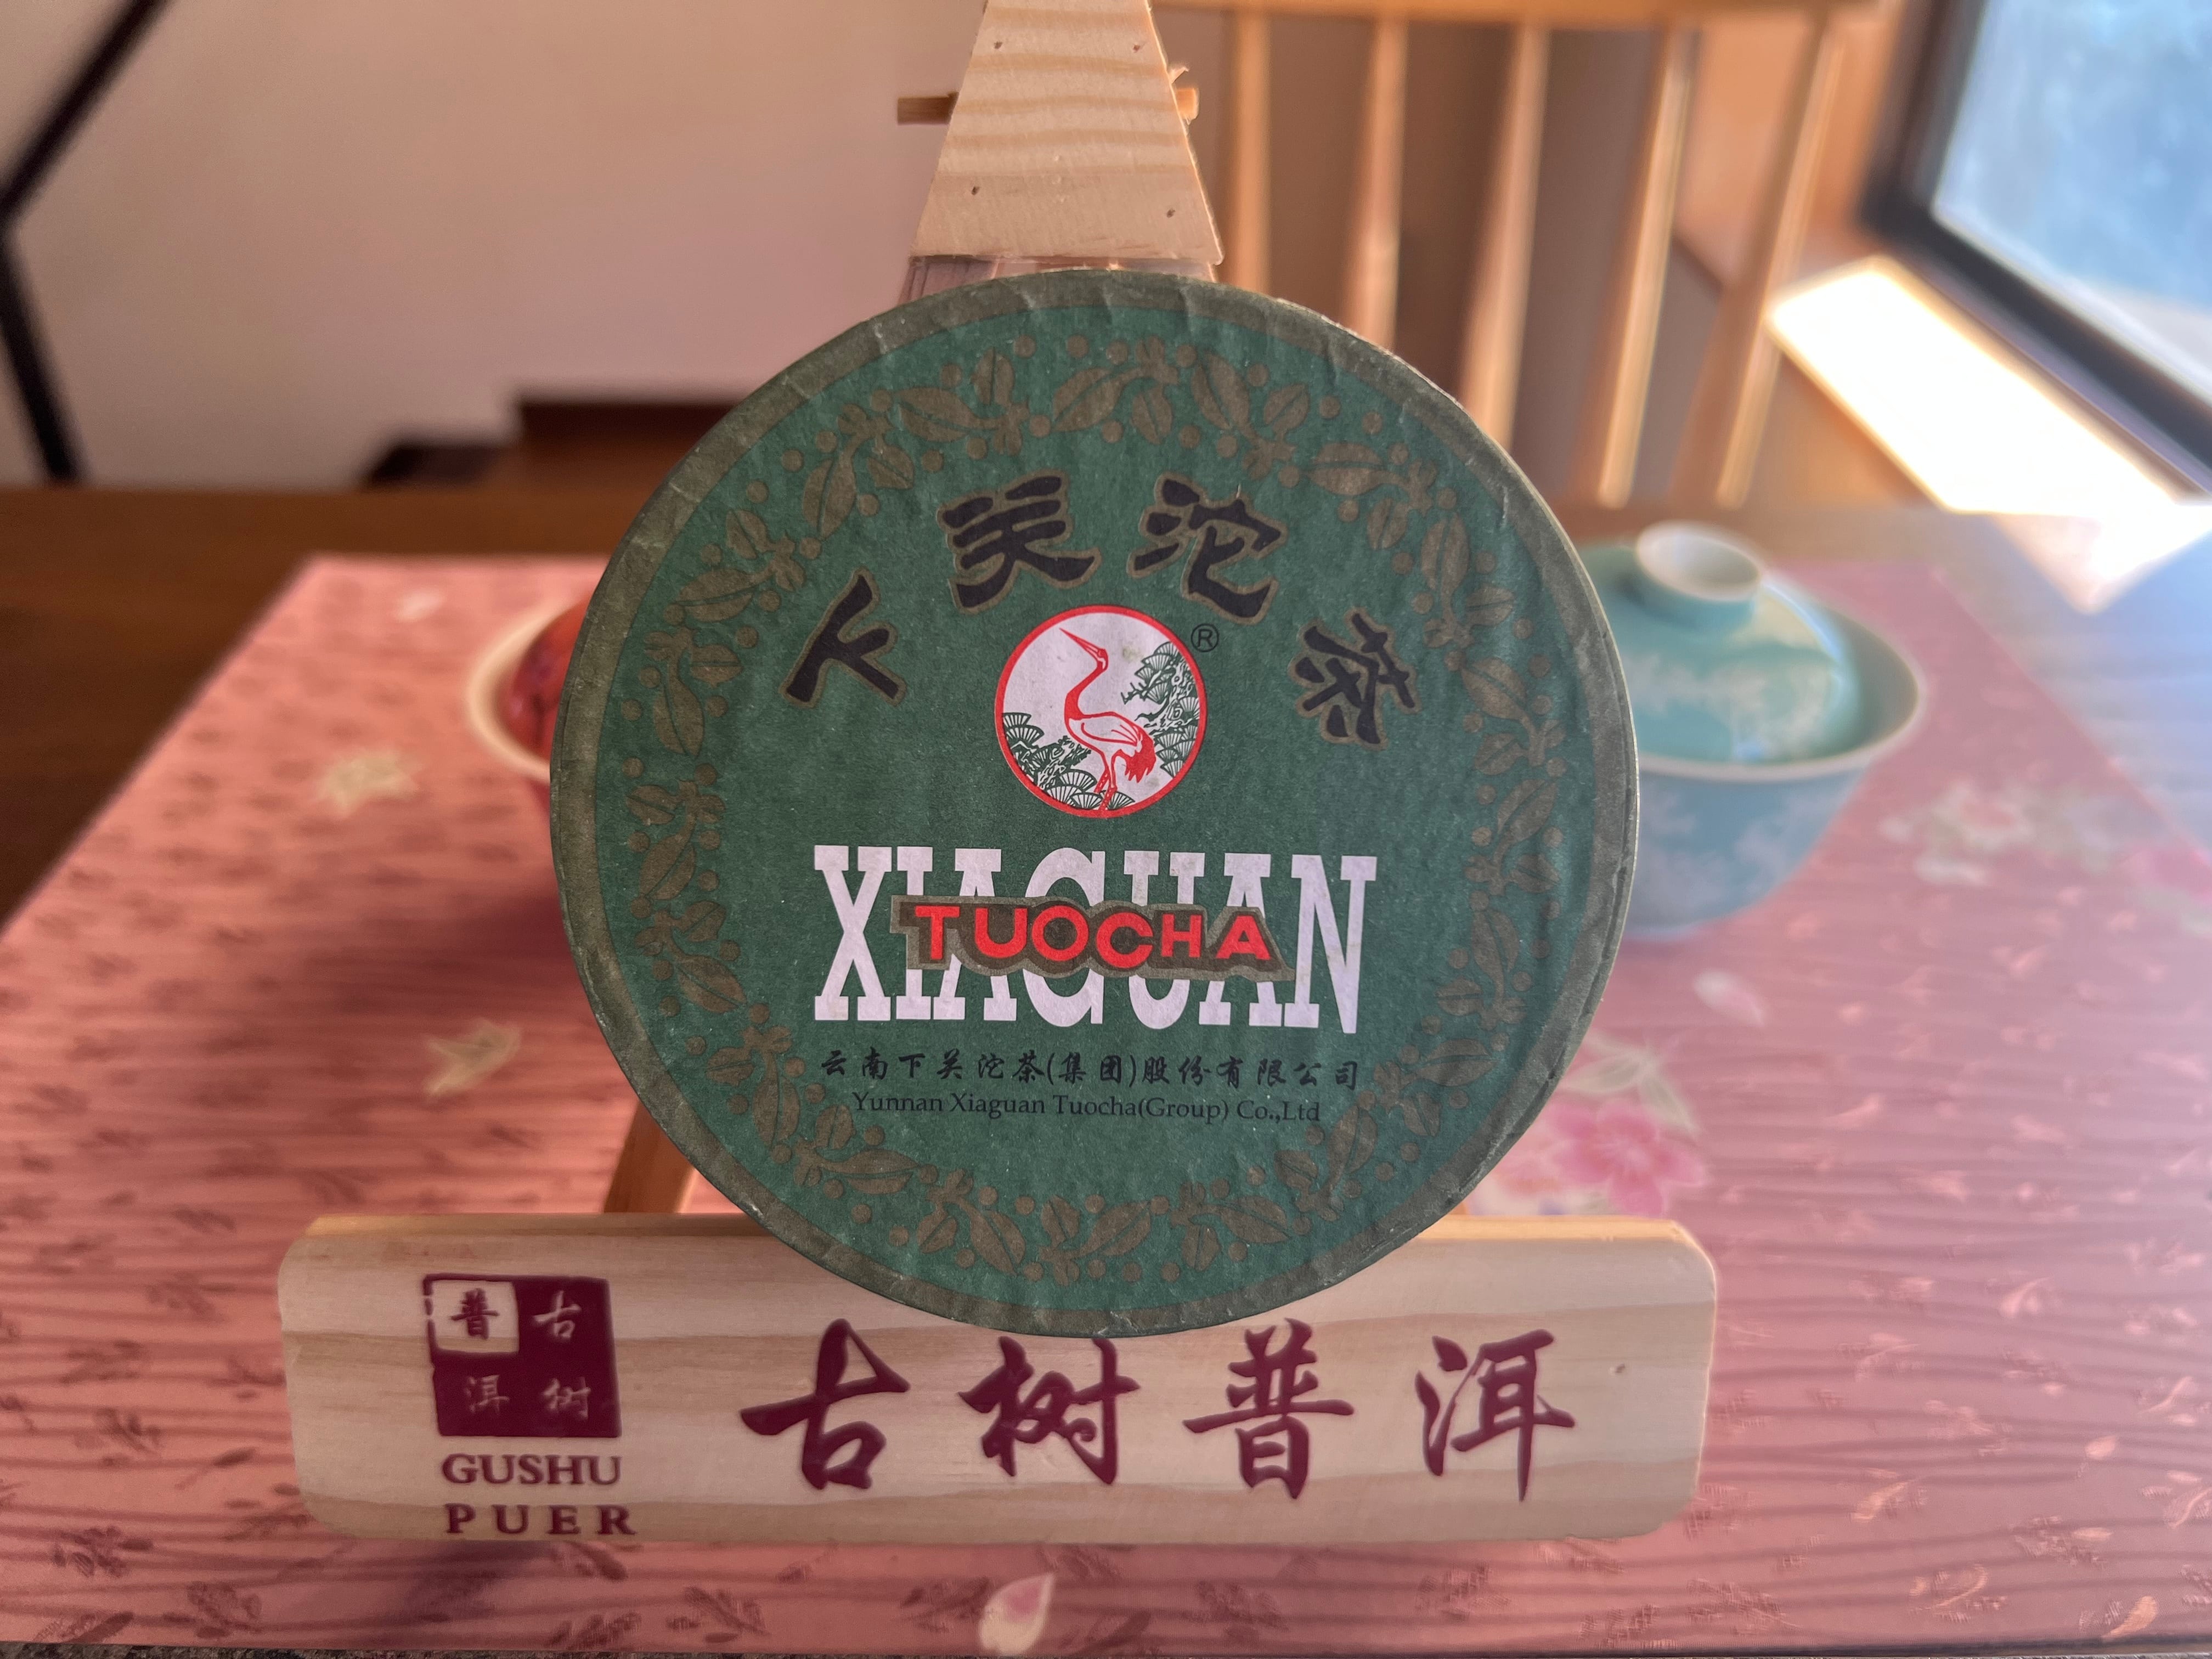 下关沱茶
®
XIAGUAN
TUOCHA
云南下关沱茶(集团)股份有限公司
Yunnan Xiaguan Tuocha(Group) Co.,Ltd
古树普洱
GUSHU
PUER
古树普洱